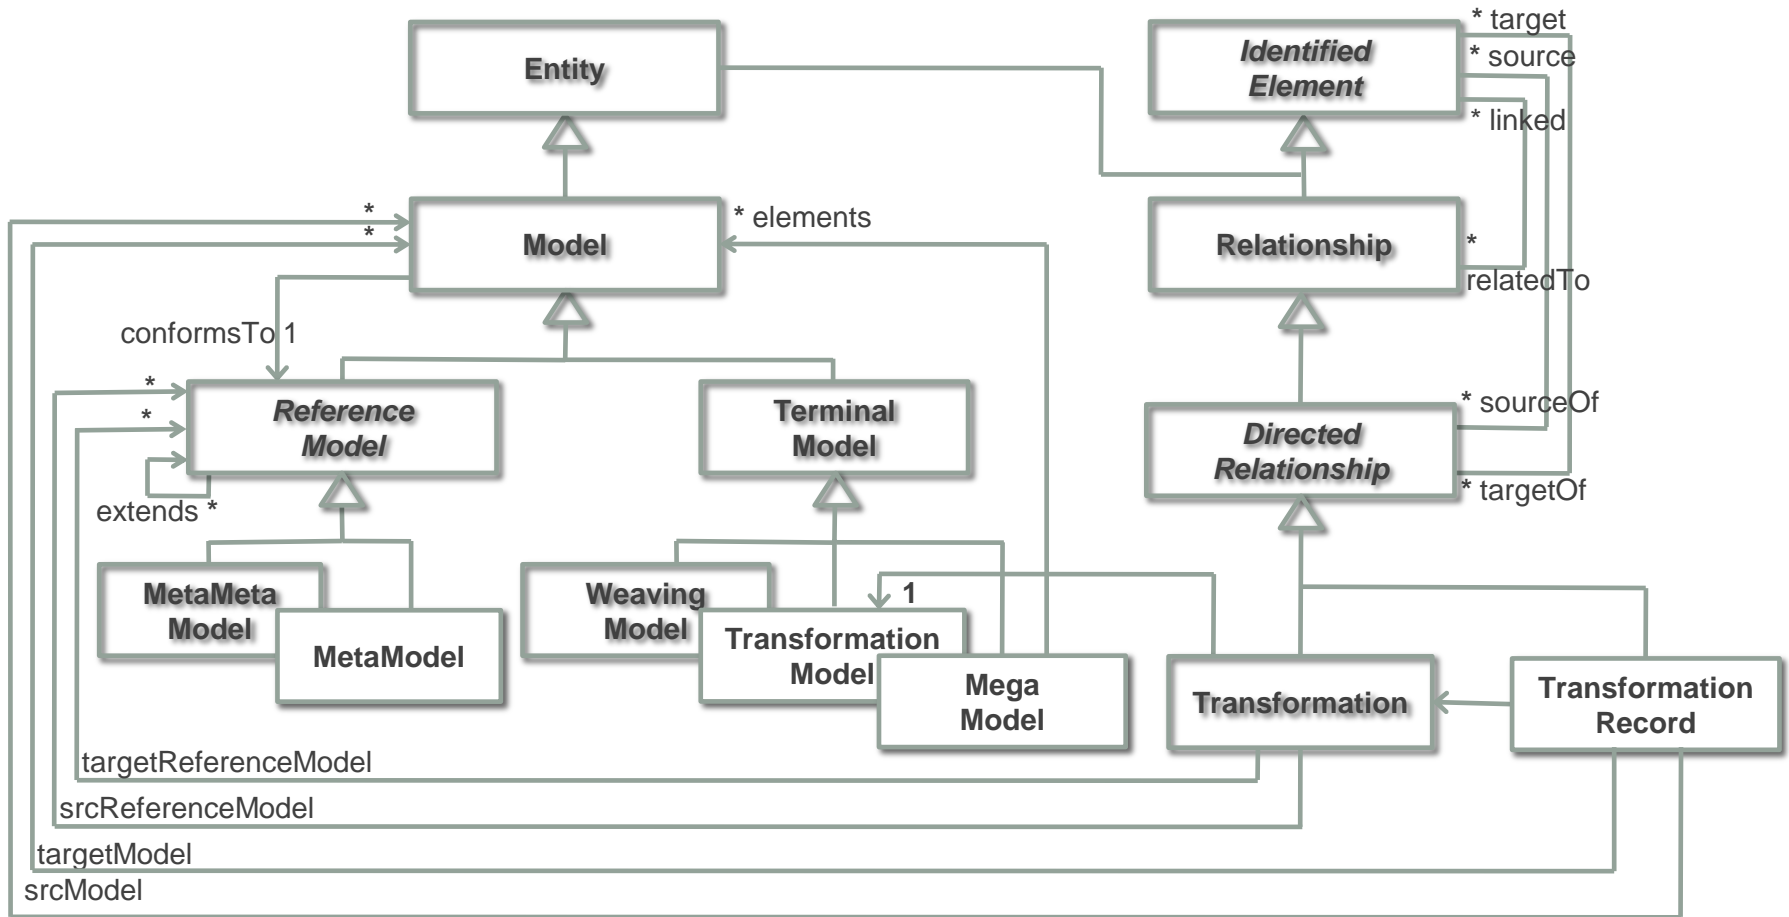 * target
Entity
Identified
Element
* source
* linked
*
*
Model
* elements
Relationship
*
relatedTo
conformsTo 1
*
*
Reference
Model
Terminal
Model
* sourceOf
Directed
Relationship
* targetOf
extends *
MetaMeta
Model
MetaModel
Weaving
Model
1
Transformation
Model
Mega
Model
Transformation
Transformation
Record
targetReferenceModel
srcReferenceModel
targetModel
srcModel